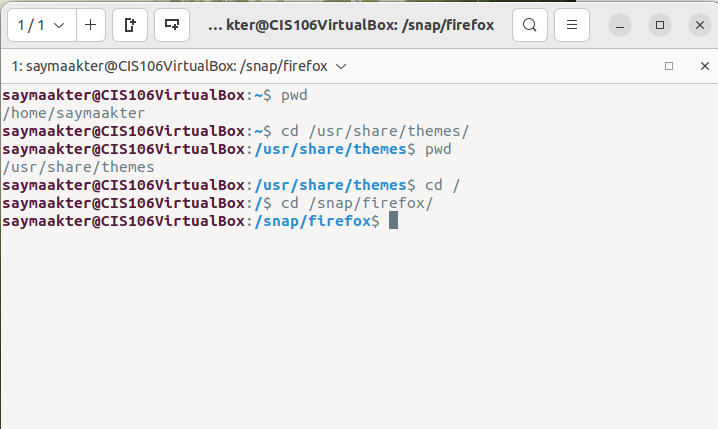 1 / 1
... kter@CIS106VirtualBox: /snap/firefox
1: saymaakter@CIS106VirtualBox: /snap/firefox
saymaakter@CIS106VirtualBox:~$ pwd
/home/saymaakter
saymaakter@CIS106VirtualBox:~$ cd /usr/share/themes/
saymaakter@CIS106VirtualBox:/usr/share/themes$ pwd
/usr/share/themes
saymaakter@CIS106VirtualBox:/usr/share/themes$ cd /
saymaakter@CIS106VirtualBox:/$ cd /snap/firefox/
saymaakter@CIS106VirtualBox:/snap/firefox$